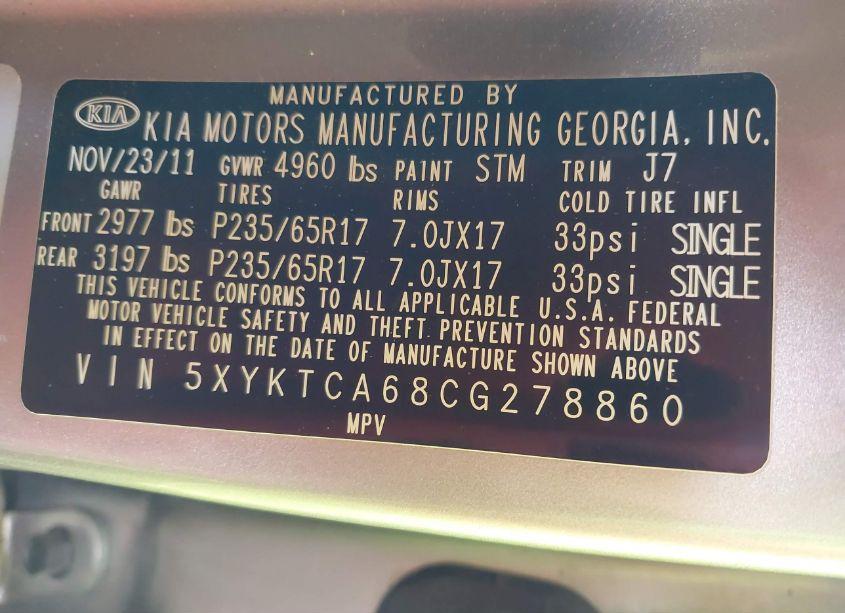 MANUFACTURED BY
KIA KIA MOTORS MANUFACTURING GEORGIA, INC.
NOV/23/11 GVWR 4960 lbs PAINT STM TRIM J7
GAWR TIRES RIMS COLD TIRE INFL
FRONT 2977 lbs P235/65R17 7.0JX17 33psi SINGLE
REAR 3197 lbs P235/65R17 7.0JX17 33psi SINGLE
THIS VEHICLE CONFORMS TO ALL APPLICABLE U.S.A. FEDERAL
MOTOR VEHICLE SAFETY AND THEFT PREVENTION STANDARDS
IN EFFECT ON THE DATE OF MANUFACTURE SHOWN ABOVE
VIN 5XYKTCA68CG278860
MPV